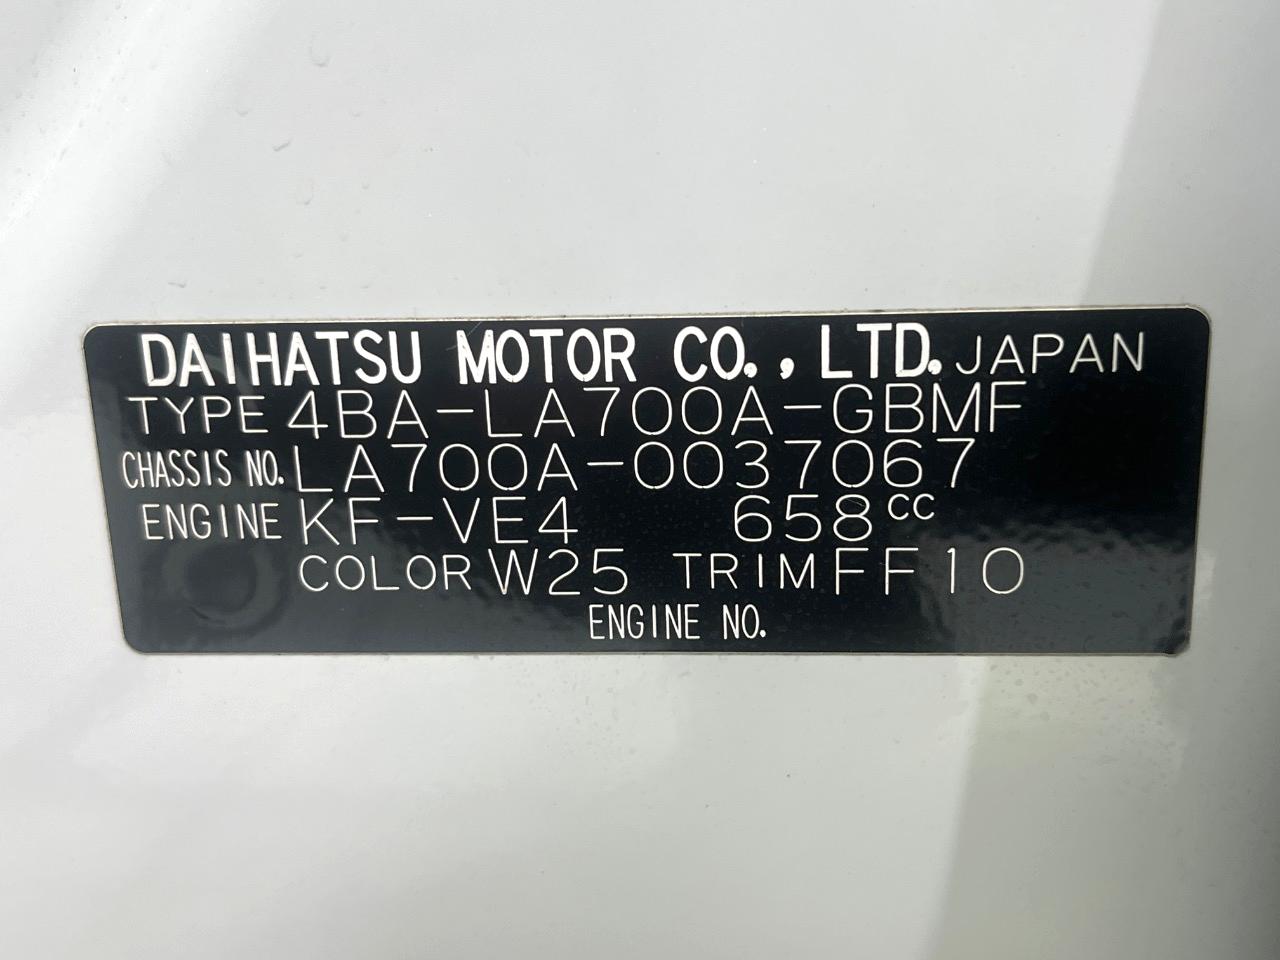 DAIHATSU MOTOR CO., LTD. JAPAN
TYPE 4BA-LA700A-GBMF
CHASSIS NO. LA700A-0037067
ENGINE KF-VE4 658cc
COLOR W25 TRIM FF10
ENGINE NO.